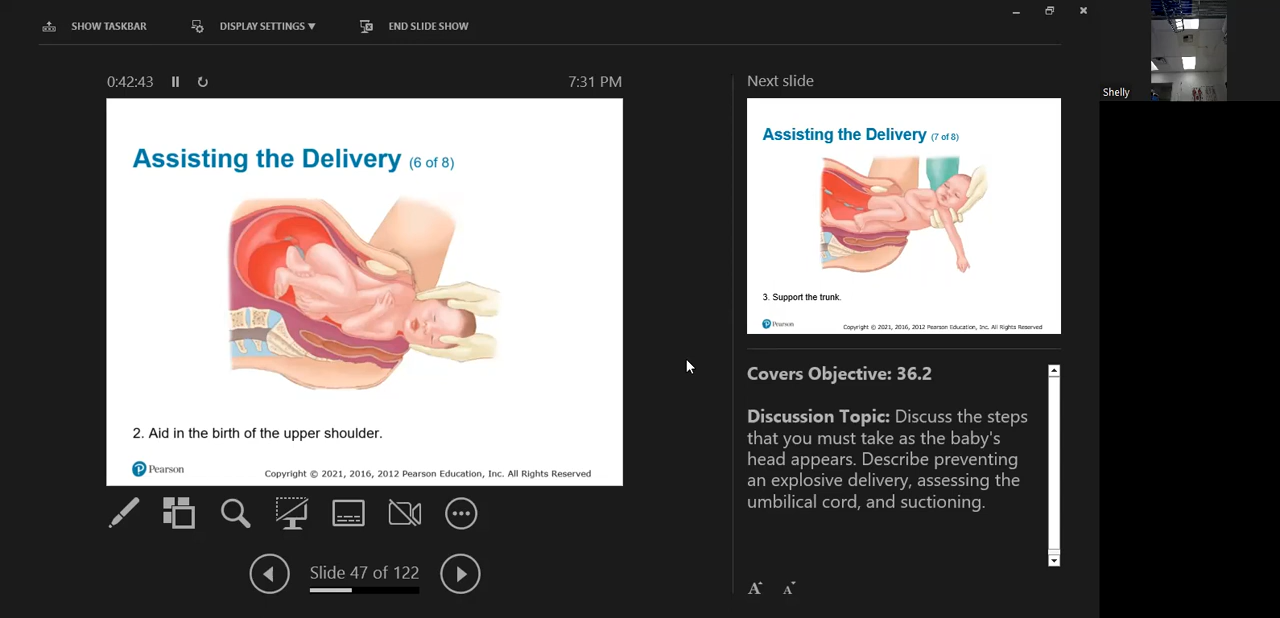 SHOW TASKBAR
DISPLAY SETTINGS ▼
END SLIDE SHOW
0:42:43
7:31 PM
Assisting the Delivery (6 of 8)
2. Aid in the birth of the upper shoulder.
Pearson
Copyright © 2021, 2016, 2012 Pearson Education, Inc. All Rights Reserved
Slide 47 of 122
Next slide
Assisting the Delivery (7 of 8)
3. Support the trunk.
Pearson
Copyright © 2021, 2016, 2012 Pearson Education, Inc. All Rights Reserved
Covers Objective: 36.2
Discussion Topic: Discuss the steps
that you must take as the baby's
head appears. Describe preventing
an explosive delivery, assessing the
umbilical cord, and suctioning.
A A
Shelly